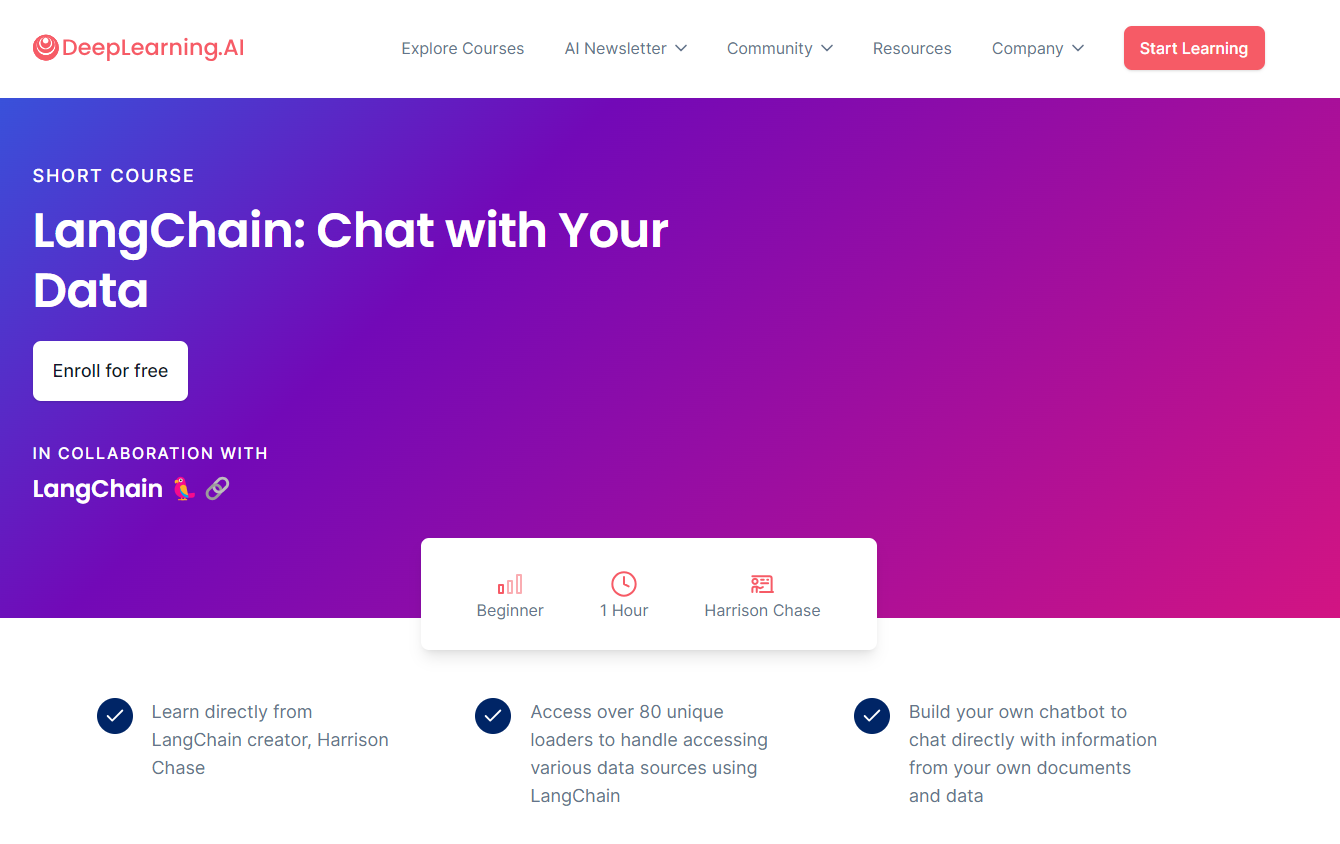 DeepLearning.AI
Explore Courses
AI Newsletter
Community
Resources
Company
Start Learning
SHORT COURSE
LangChain: Chat with Your
Data
Enroll for free
IN COLLABORATION WITH
LangChain 🦜 🔗
Beginner
1 Hour
Harrison Chase
Learn directly from
LangChain creator, Harrison
Chase
Access over 80 unique
loaders to handle accessing
various data sources using
LangChain
Build your own chatbot to
chat directly with information
from your own documents
and data